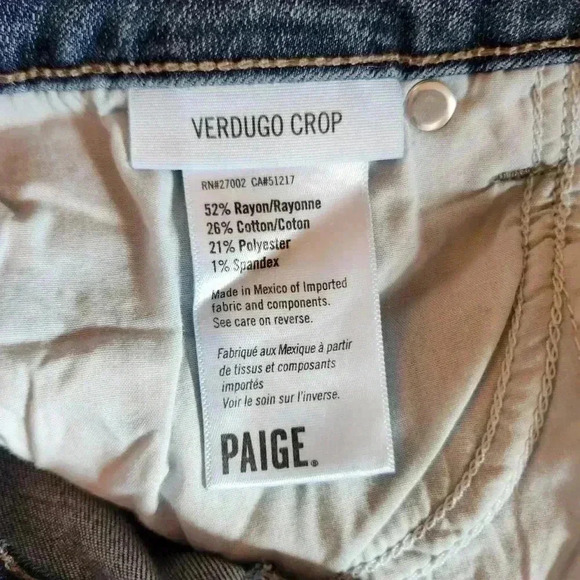 VERDUGO CROP
RN#27002 CA#51217
52% Rayon/Rayonne
26% Cotton/Coton
21% Polyester
1% Spandex
Made in Mexico of Imported
fabric and components.
See care on reverse.
Fabriqué aux Mexique à partir
de tissus et composants
importés
Voir le soin sur l'inverse.
PAIGE.